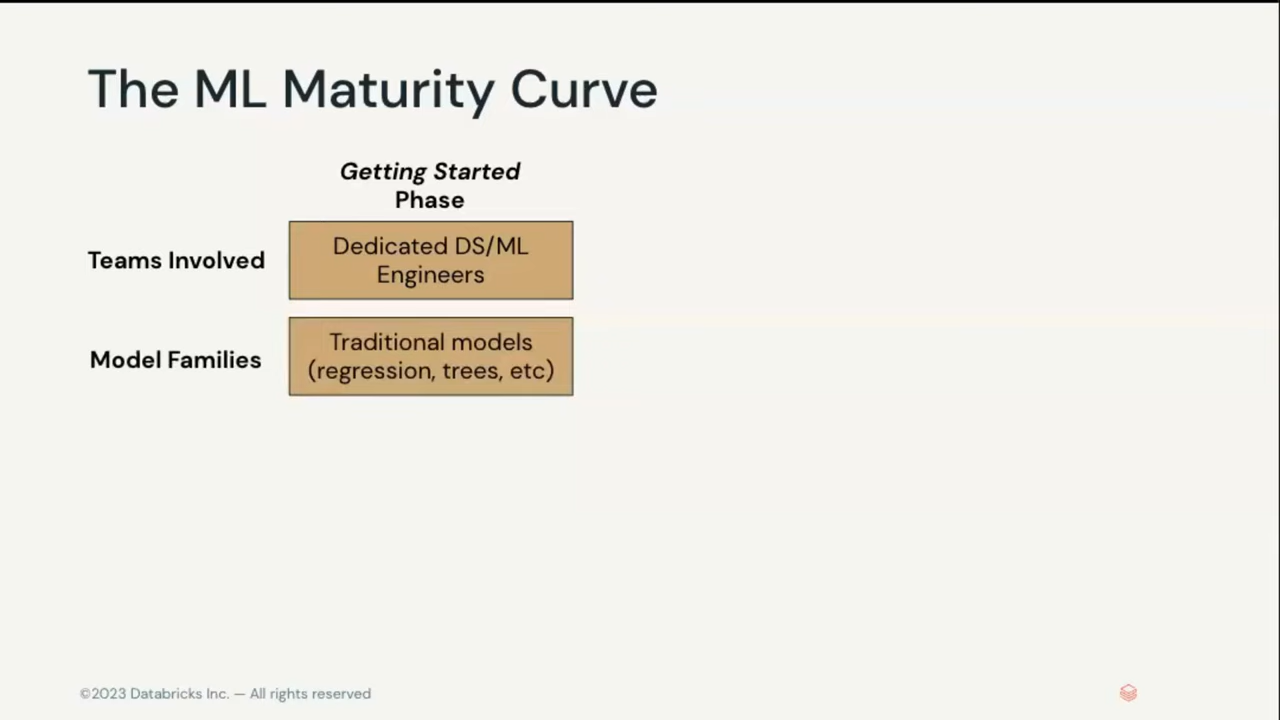 The ML Maturity Curve
Getting Started
Phase
Teams Involved
Dedicated DS/ML
Engineers
Model Families
Traditional models
(regression, trees, etc)
©2023 Databricks Inc. — All rights reserved